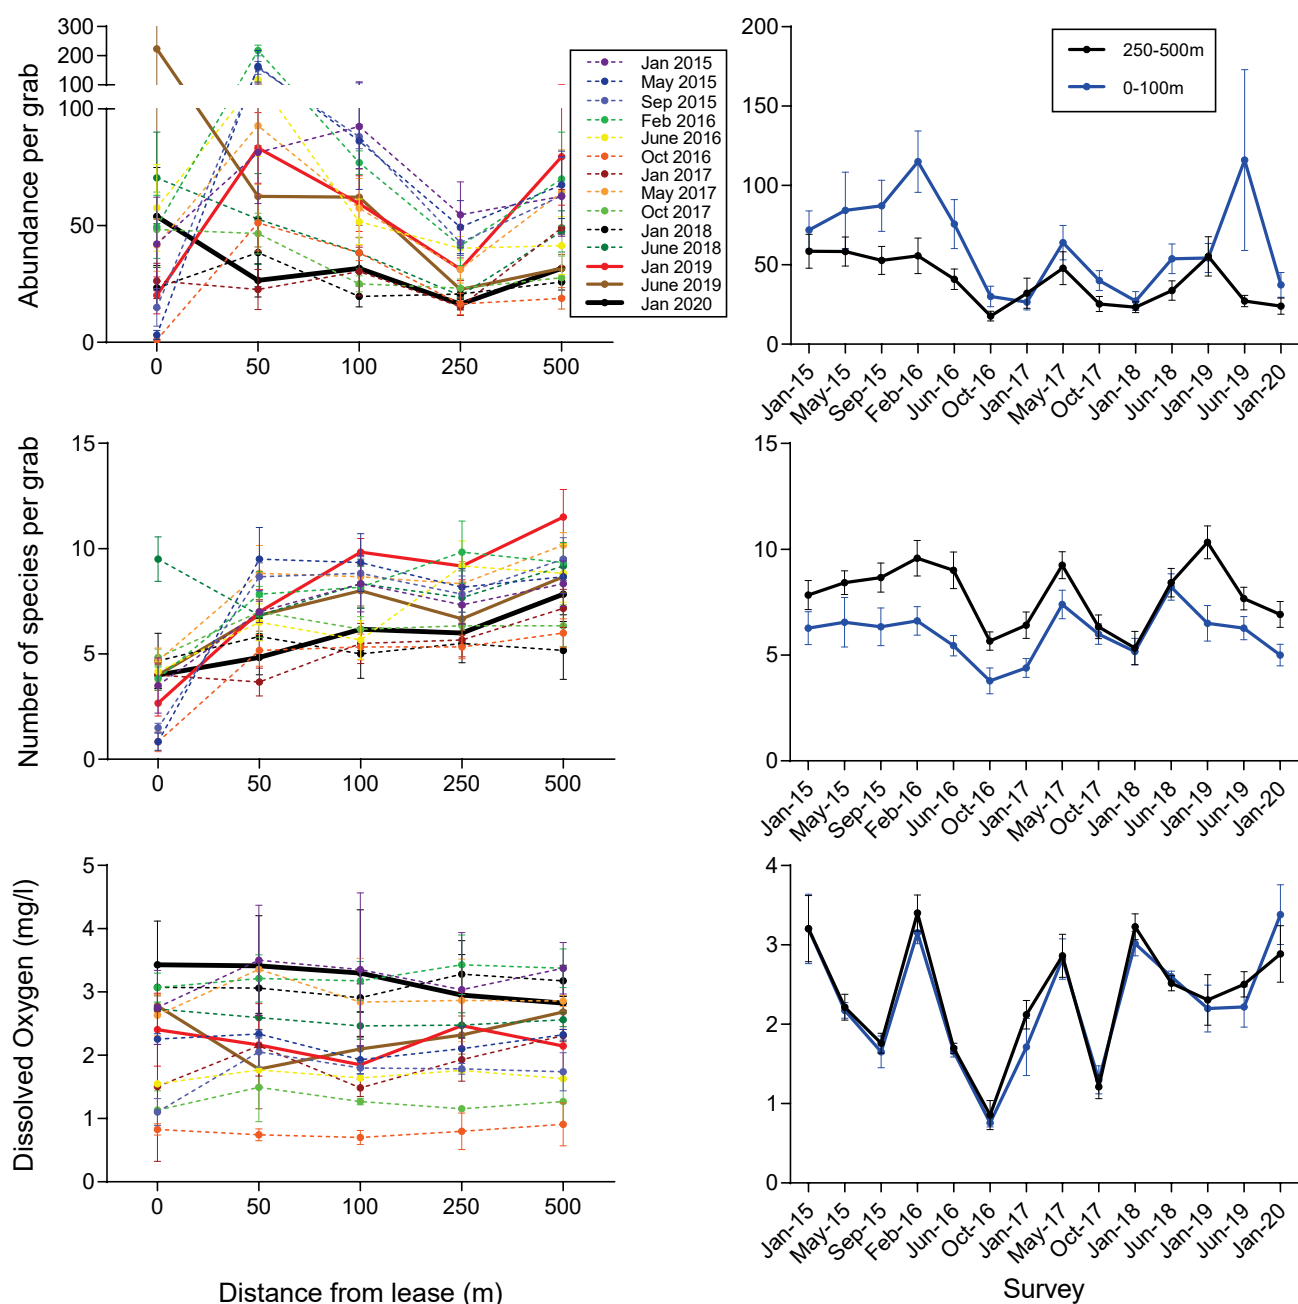 Abundance per grab
300
200
100
100
50
0
0 50 100 250 500
Jan 2015
May 2015
Sep 2015
Feb 2016
June 2016
Oct 2016
Jan 2017
May 2017
Oct 2017
Jan 2018
June 2018
Jan 2019
June 2019
Jan 2020
200
150
100
50
0
250-500m
0-100m
Jan-15 May-15 Sep-15 Feb-16 Jun-16 Oct-16 Jan-17 May-17 Oct-17 Jan-18 Jun-18 Jan-19 Jun-19 Jan-20
Number of species per grab
15
10
5
0
0 50 100 250 500
15
10
5
0
Jan-15 May-15 Sep-15 Feb-16 Jun-16 Oct-16 Jan-17 May-17 Oct-17 Jan-18 Jun-18 Jan-19 Jun-19 Jan-20
Dissolved Oxygen (mg/l)
5
4
3
2
1
0
0 50 100 250 500
Distance from lease (m)
4
3
2
1
0
Jan-15 May-15 Sep-15 Feb-16 Jun-16 Oct-16 Jan-17 May-17 Oct-17 Jan-18 Jun-18 Jan-19 Jun-19 Jan-20
Survey